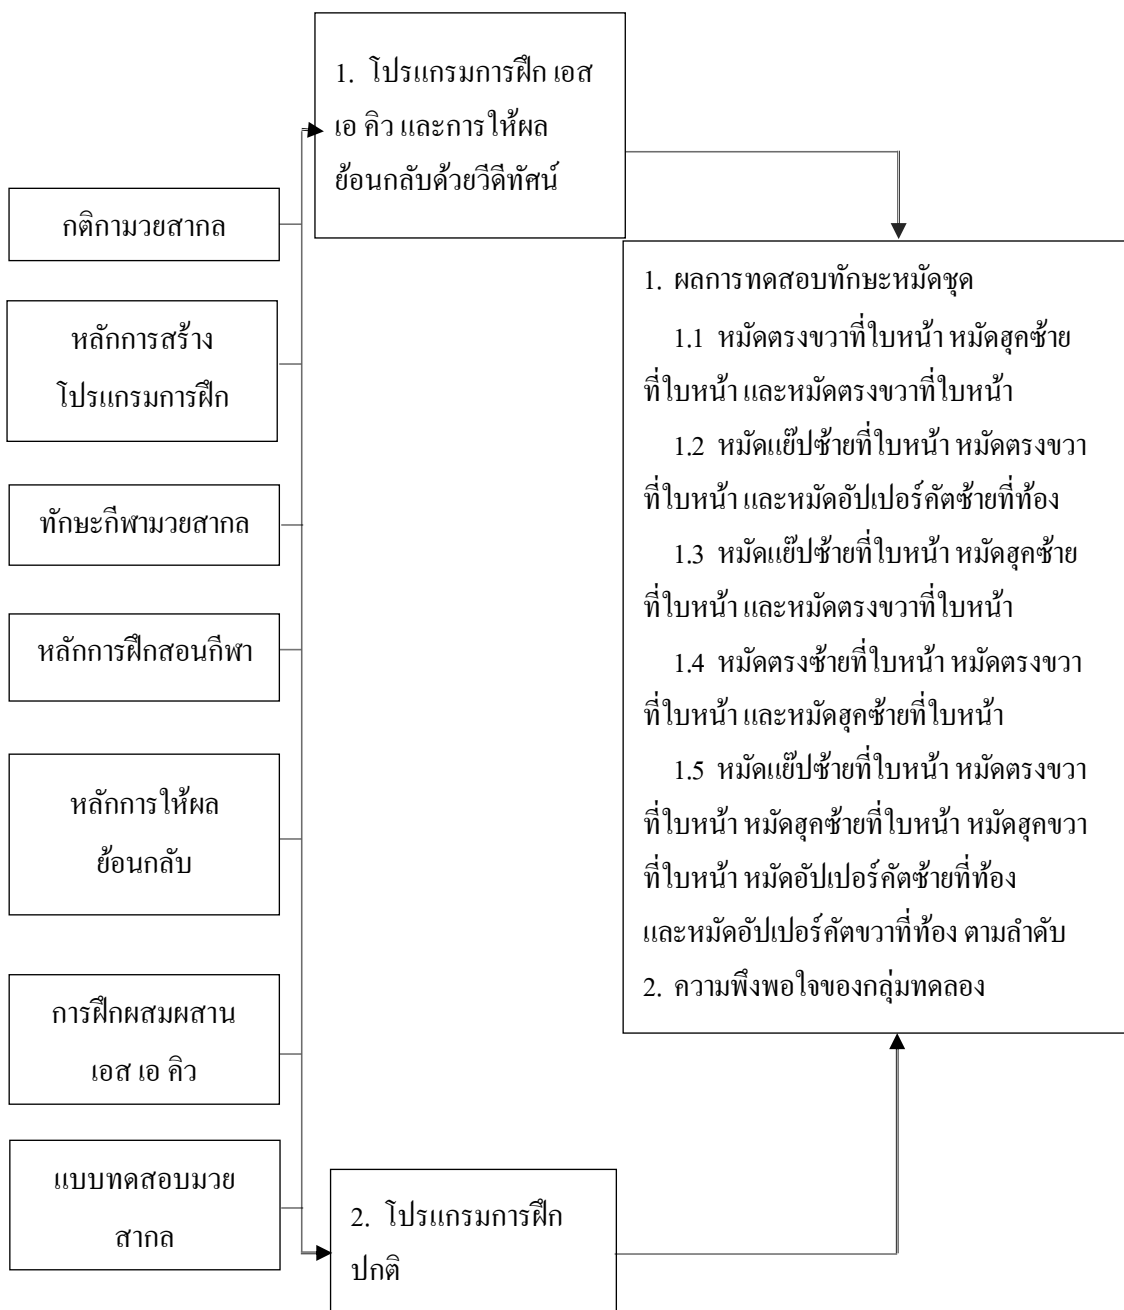 1. โปรแกรมการฝึก เอส
เอ คิว และการให้ผล
ย้อนกลับด้วยวีดีทัศน์
กติกามวยสากล
หลักการสร้าง
โปรแกรมการฝึก
ทักษะกีฬามวยสากล
หลักการฝึกสอนกีฬา
หลักการให้ผล
ย้อนกลับ
การฝึกผสมผสาน
เอส เอ คิว
แบบทดสอบมวย
สากล
2. โปรแกรมการฝึก
ปกติ
1. ผลการทดสอบทักษะหมัดชุด
1.1 หมัดตรงขวาที่ใบหน้า หมัดฮุคซ้าย
ที่ใบหน้า และหมัดตรงขวาที่ใบหน้า
1.2 หมัดแย๊ปซ้ายที่ใบหน้า หมัดตรงขวา
ที่ใบหน้า และหมัดอัปเปอร์คัตซ้ายที่ท้อง
1.3 หมัดแย๊ปซ้ายที่ใบหน้า หมัดฮุคซ้าย
ที่ใบหน้า และหมัดตรงขวาที่ใบหน้า
1.4 หมัดตรงซ้ายที่ใบหน้า หมัดตรงขวา
ที่ใบหน้า และหมัดฮุคซ้ายที่ใบหน้า
1.5 หมัดแย๊ปซ้ายที่ใบหน้า หมัดตรงขวา
ที่ใบหน้า หมัดฮุคซ้ายที่ใบหน้า หมัดฮุคขวา
ที่ใบหน้า หมัดอัปเปอร์คัตซ้ายที่ท้อง
และหมัดอัปเปอร์คัตขวาที่ท้อง ตามลำดับ
2. ความพึงพอใจของกลุ่มทดลอง